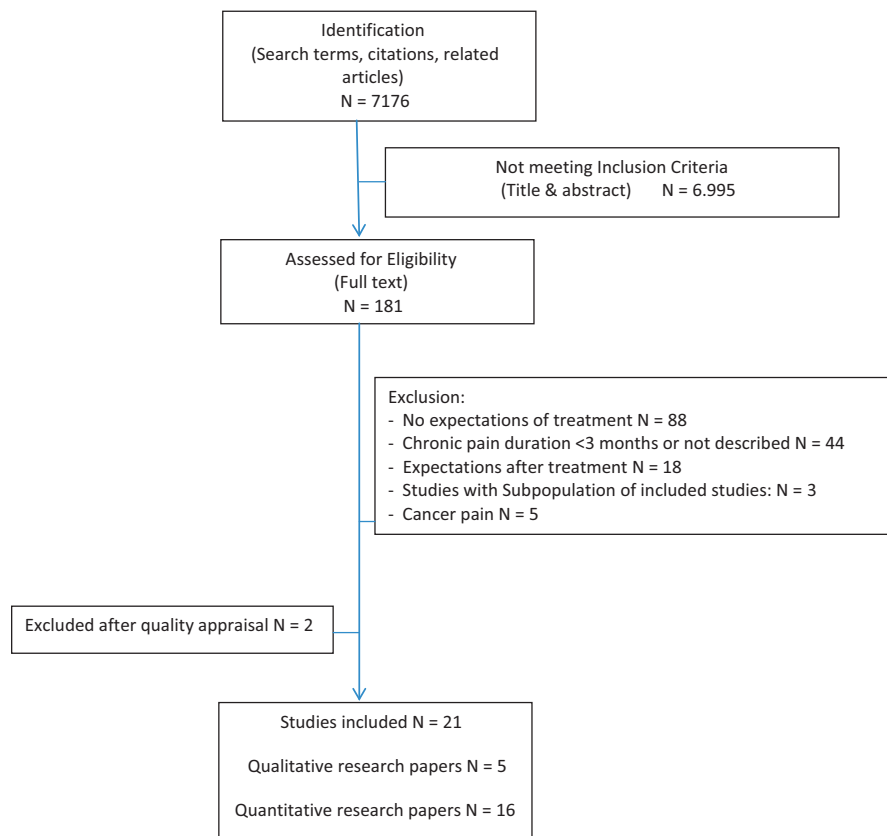 Identification
(Search terms, citations, related
articles)
N = 7176
Not meeting Inclusion Criteria
(Title & abstract) N = 6.995
Assessed for Eligibility
(Full text)
N = 181
Exclusion:
- No expectations of treatment N = 88
- Chronic pain duration <3 months or not described N = 44
- Expectations after treatment N = 18
- Studies with Subpopulation of included studies: N = 3
- Cancer pain N = 5
Excluded after quality appraisal N = 2
Studies included N = 21
Qualitative research papers N = 5
Quantitative research papers N = 16